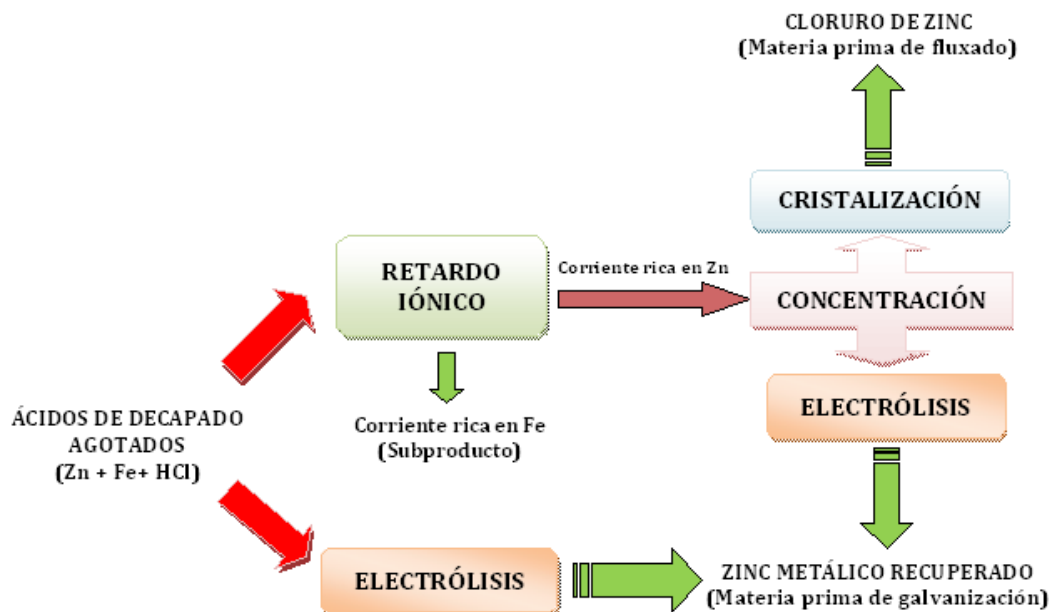 CLORURO DE ZINC
(Materia prima de fluxado)
CRISTALIZACIÓN
RETARDO
IÓNICO
Corriente rica en Zn
CONCENTRACIÓN
ELECTRÓLISIS
Corriente rica en Fe
(Subproducto)
ÁCIDOS DE DECAPADO
AGOTADOS
(Zn + Fe+ HCl)
ELECTRÓLISIS
ZINC METÁLICO RECUPERADO
(Materia prima de galvanización)